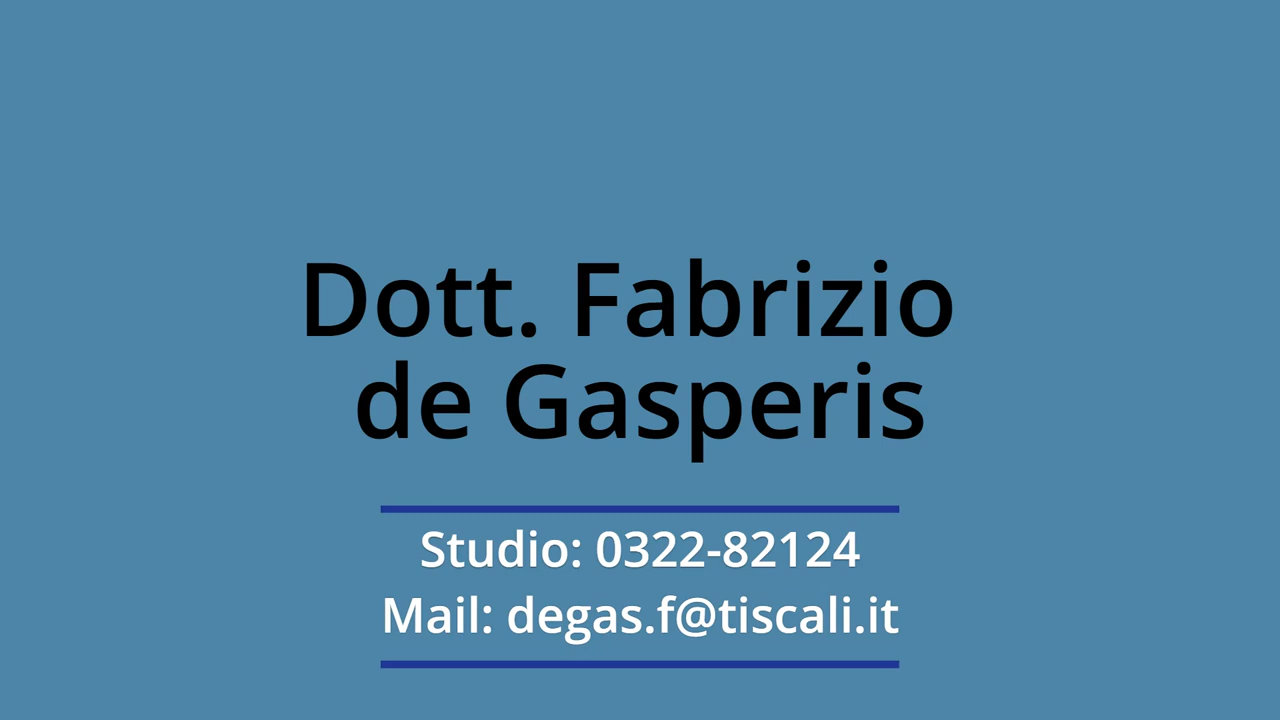 Dott. Fabrizio
de Gasperis
Studio: 0322-82124
Mail: degas.f@tiscali.it